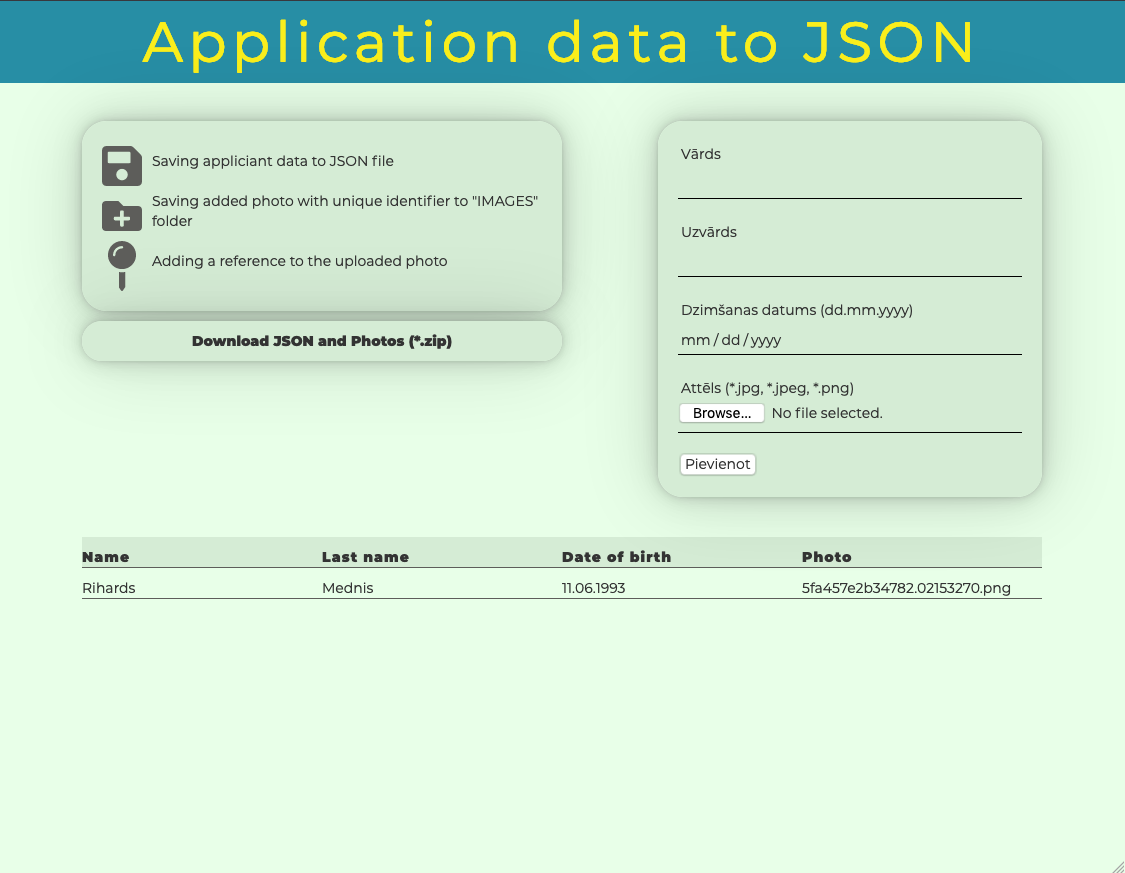 Application data to JSON
Saving appliciant data to JSON file
Saving added photo with unique identifier to "IMAGES"
folder
Adding a reference to the uploaded photo
Download JSON and Photos (*.zip)
Vārds
Uzvārds
Dzimšanas datums (dd.mm.yyyy)
mm / dd / yyyy
Attēls (*.jpg, *.jpeg, *.png)
Browse... No file selected.
Pievienot
Name Last name Date of birth Photo
Rihards Mednis 11.06.1993 5fa457e2b34782.02153270.png